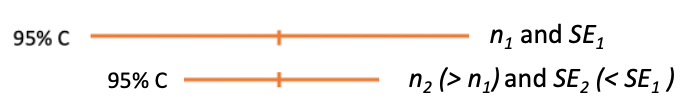 95% C n₁ and SE₁
95% C n₂ (> n₁) and SE₂ (< SE₁ )